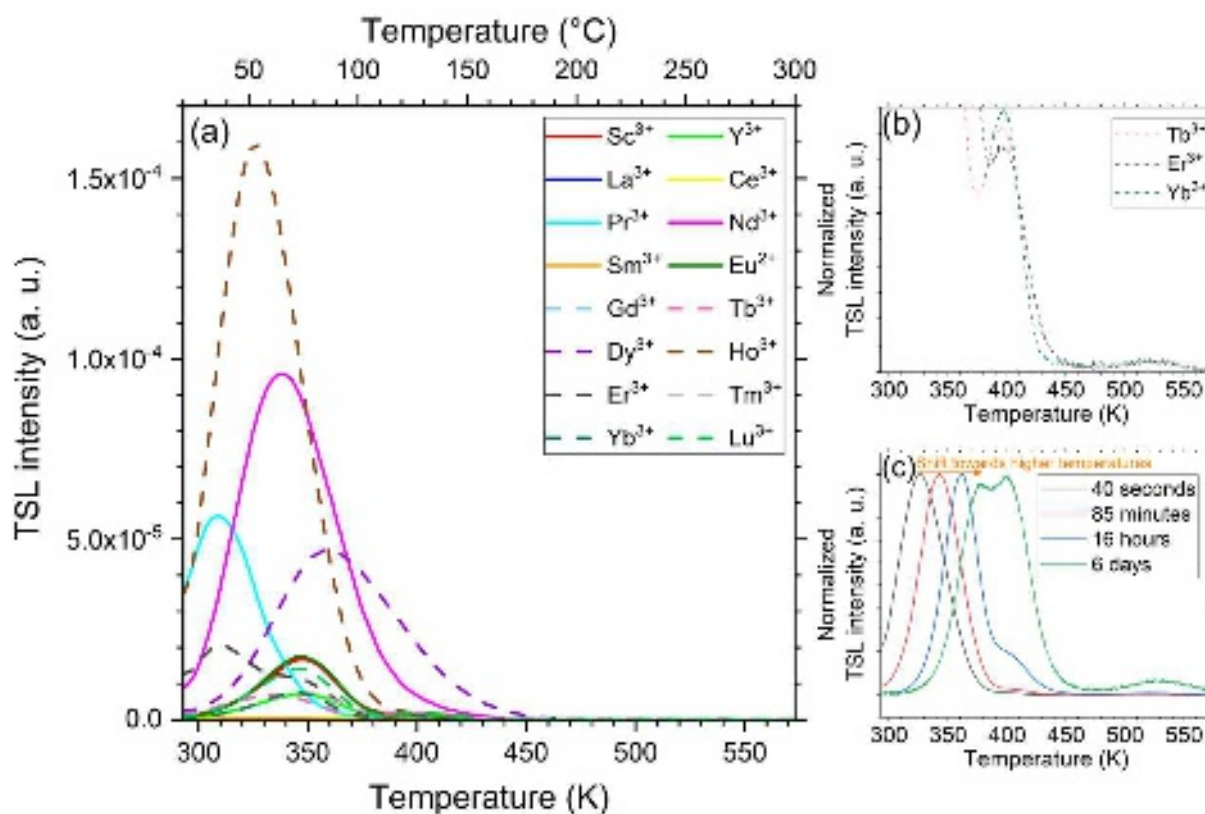 Temperature (°C)
50 100 150 200 250 300
(a)
Sc³⁺ Y³⁺
La³⁺ Ce³⁺
Pr³⁺ Nd³⁺
Sm³⁺ Eu²⁺
Gd³⁺ Tb³⁺
Dy³⁺ Ho³⁺
Er³⁺ Tm³⁺
Yb³⁺ Lu³⁺
TSL intensity (a. u.)
1.5x10⁻⁴
1.0x10⁻⁴
5.0x10⁻⁵
0.0
300 350 400 450 500 550
Temperature (K)
(b)
Tb³⁺
Er³⁺
Yb³⁺
Normalized
TSL intensity (a. u.)
300 350 400 450 500 550
Temperature (K)
(c)
Shift towards higher temperatures
40 seconds
85 minutes
16 hours
6 days
Normalized
TSL intensity (a. u.)
300 350 400 450 500 550
Temperature (K)